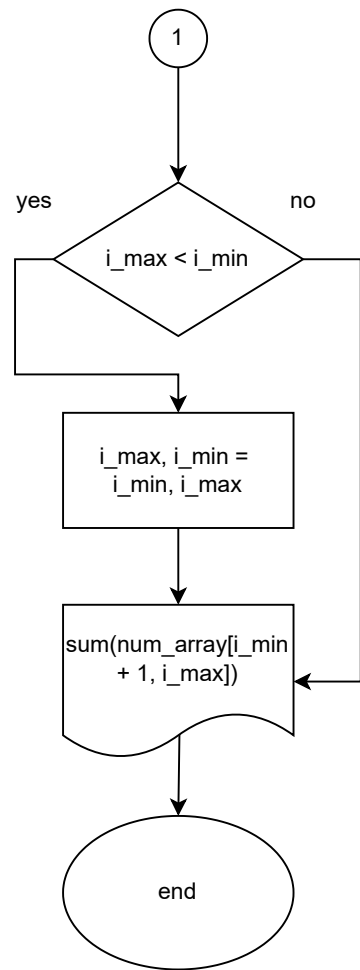 1
yes
no
i_max < i_min
i_max, i_min =
i_min, i_max
sum(num_array[i_min
+ 1, i_max])
end